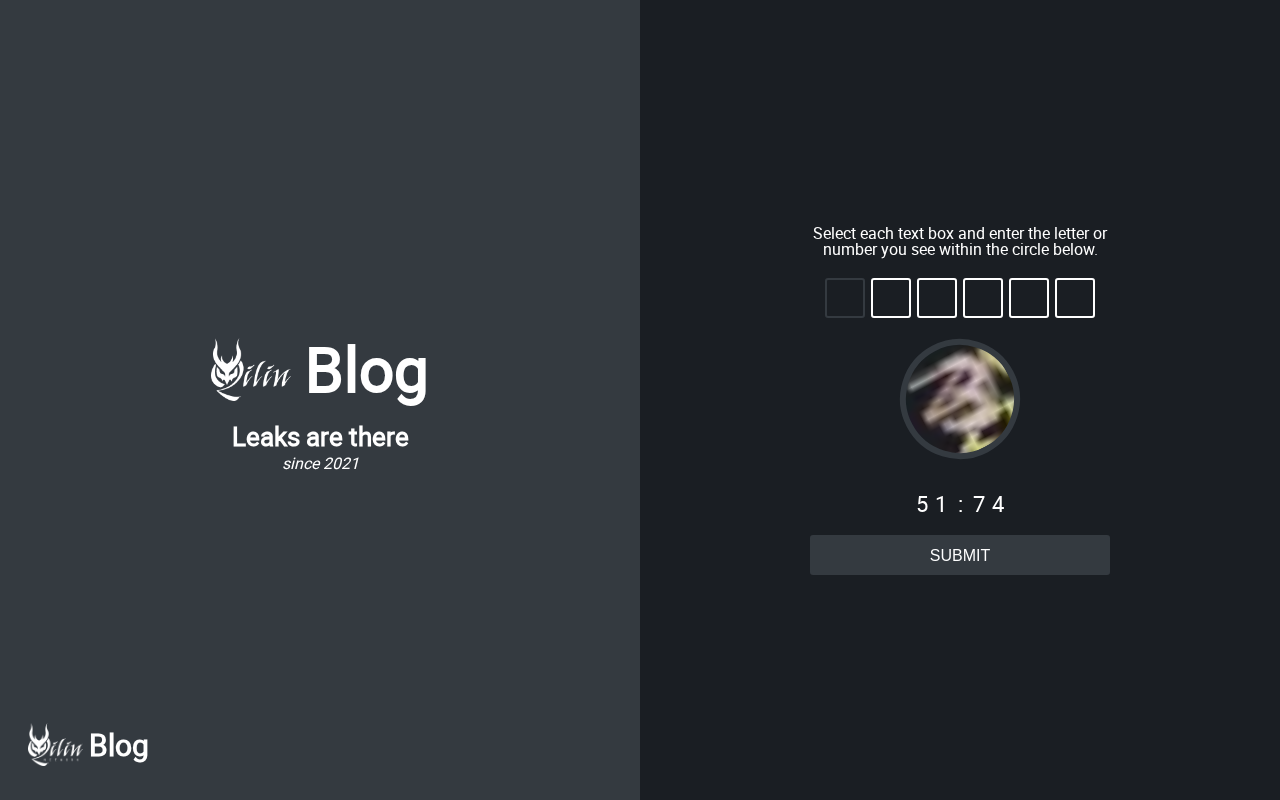 Qilin Blog
Leaks are there
since 2021
Qilin Blog
Select each text box and enter the letter or
number you see within the circle below.
51:74
SUBMIT